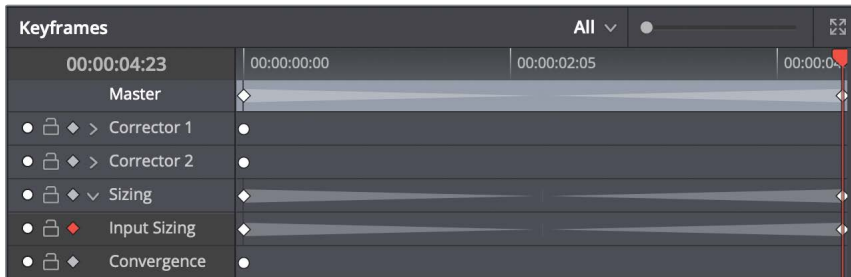 Keyframes All
00:00:04:23 00:00:00:00 00:00:02:05
Master
Corrector 1
Corrector 2
Sizing
Input Sizing
Convergence